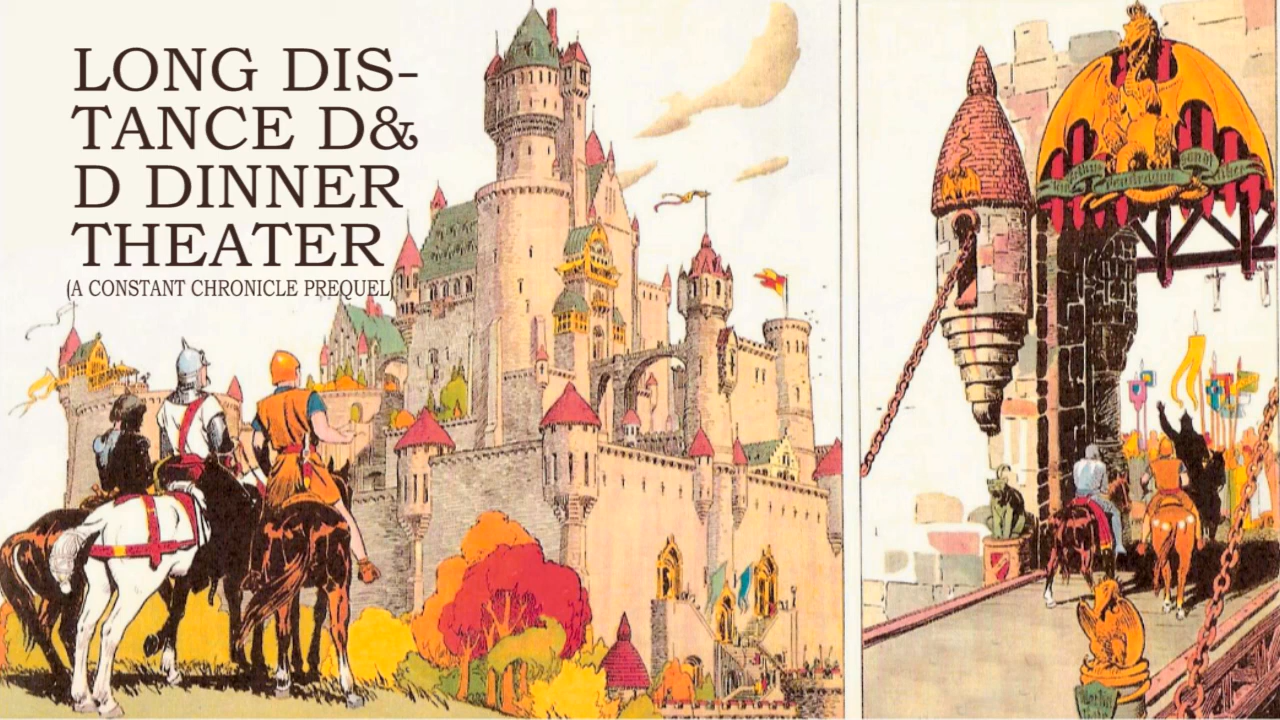 LONG DIS-
TANCE D&
D DINNER
THEATER
(A CONSTANT CHRONICLE PREQUEL)